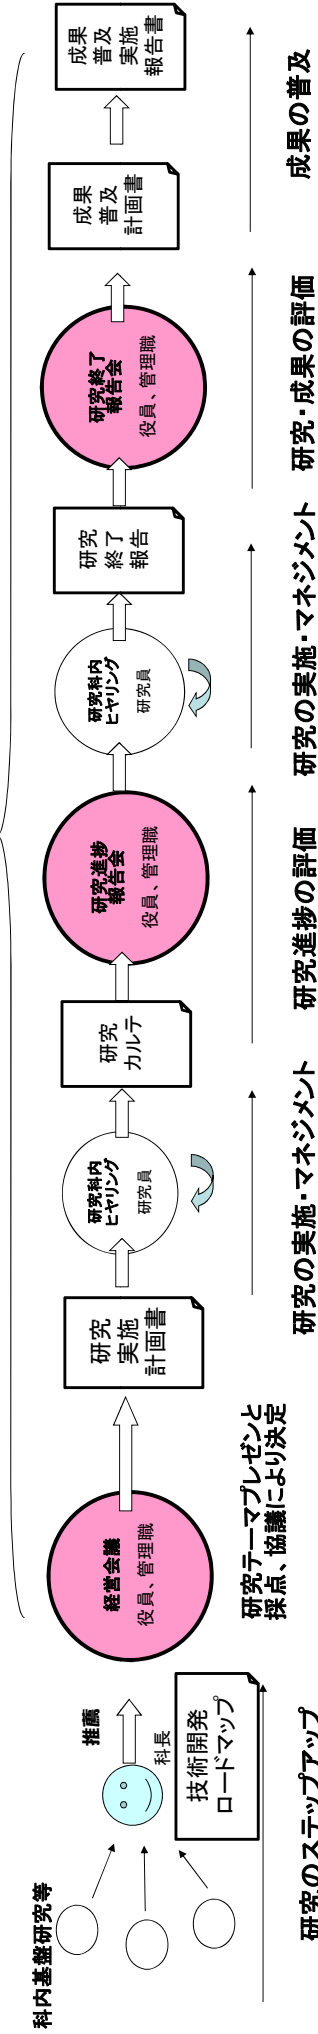 科内基盤研究等
推薦
科長
技術開発
ロードマップ
研究のステップアップ
経営会議
役員、管理職
研究テーマプレゼンと
採点、協議により決定
研究
実施
計画書
研究科内
ヒヤリング
研究員
研究の実施・マネジメント
研究
カルテ
研究進捗
報告会
役員、管理職
研究進捗の評価
研究科内
ヒヤリング
研究員
研究の実施・マネジメント
研究
終了
報告
研究終了
報告会
役員、管理職
研究・成果の評価
成果
普及
計画書
成果
普及
実施
報告書
成果の普及